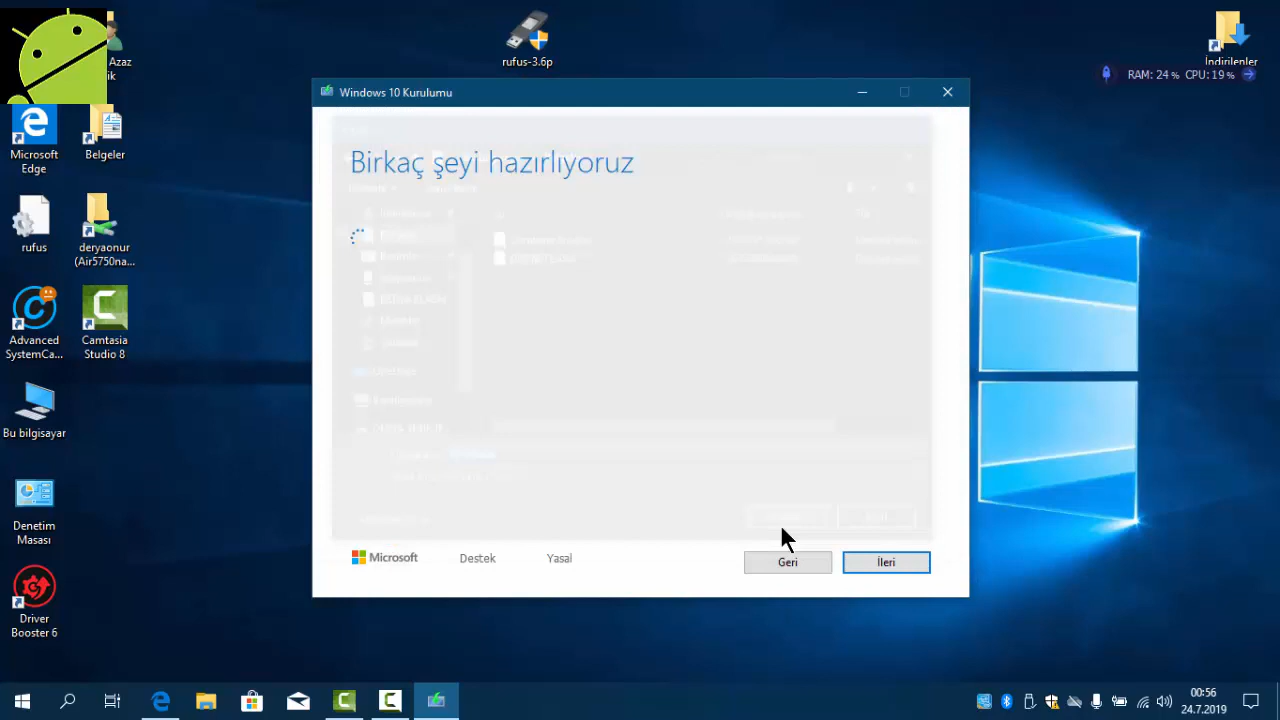 Azaz
ik
rufus-3.6p
İndirilenler
RAM: 24 % CPU: 19 %
Windows 10 Kurulumu
Microsoft
Edge
Belgeler
Birkaç şeyi hazırlıyoruz
rufus
deryaonur
(Air5750na...
Advanced
SystemCa...
Camtasia
Studio 8
Bu bilgisayar
Denetim
Masası
Microsoft
Destek
Yasal
Geri
İleri
Driver
Booster 6
00:56
24.7.2019